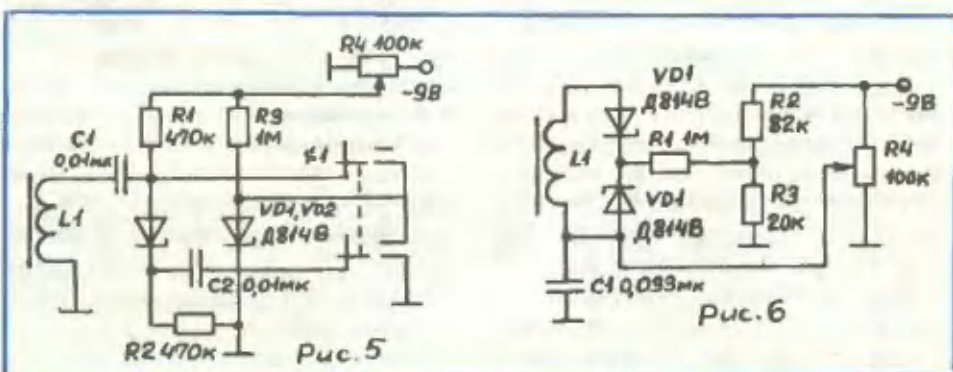 R4 100к
-9В
R1
470к
R3
1М
C1
0,01мк
S1
L1
VD1, VD2
Д814В
C2 0,01мк
R2 470к
Рис. 5
VD1
Д814В
L1
R1 1М
R2
82к
-9В
R4
100к
R3
20к
VD1
Д814В
C1 0,033мк
Рис. 6